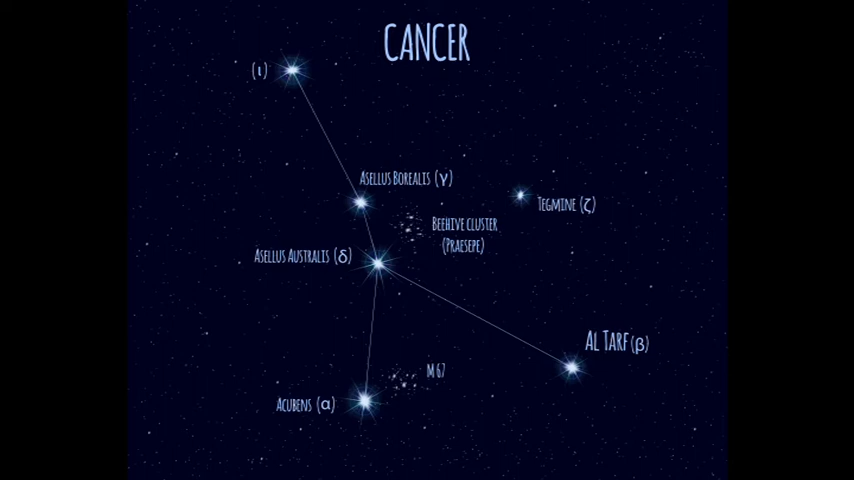 CANCER
(ι)
Asellus Borealis (γ)
Tegmine (ζ)
Beehive cluster
(Praesepe)
Asellus Australis (δ)
Al Tarf (β)
M 67
Acubens (α)